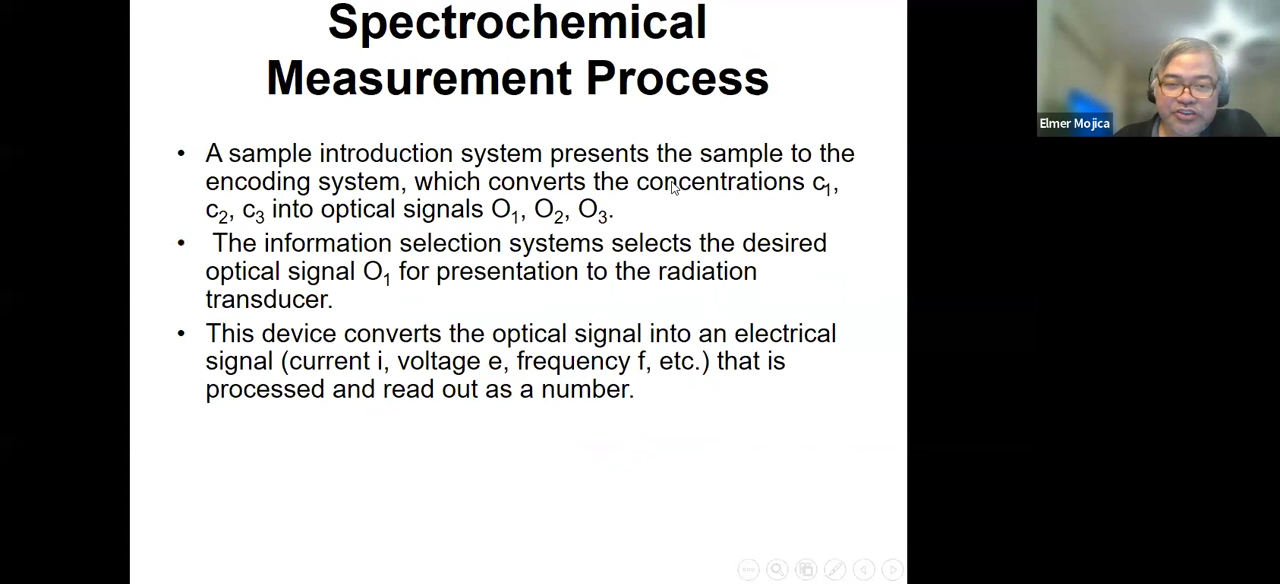 Spectrochemical
Measurement Process
Elmer Mojica
• A sample introduction system presents the sample to the
encoding system, which converts the concentrations c₁,
c₂, c₃ into optical signals O₁, O₂, O₃.
• The information selection systems selects the desired
optical signal O₁ for presentation to the radiation
transducer.
• This device converts the optical signal into an electrical
signal (current i, voltage e, frequency f, etc.) that is
processed and read out as a number.